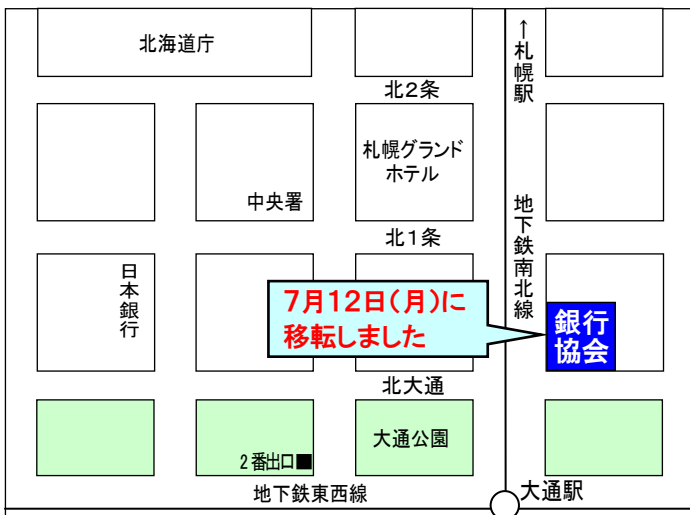 北海道庁
↑札幌駅
北2条
札幌グランド
ホテル
中央署
地下鉄南北線
北1条
日本銀行
7月12日(月)に
移転しました
銀行
協会
北大通
大通公園
2番出口■
地下鉄東西線
大通駅